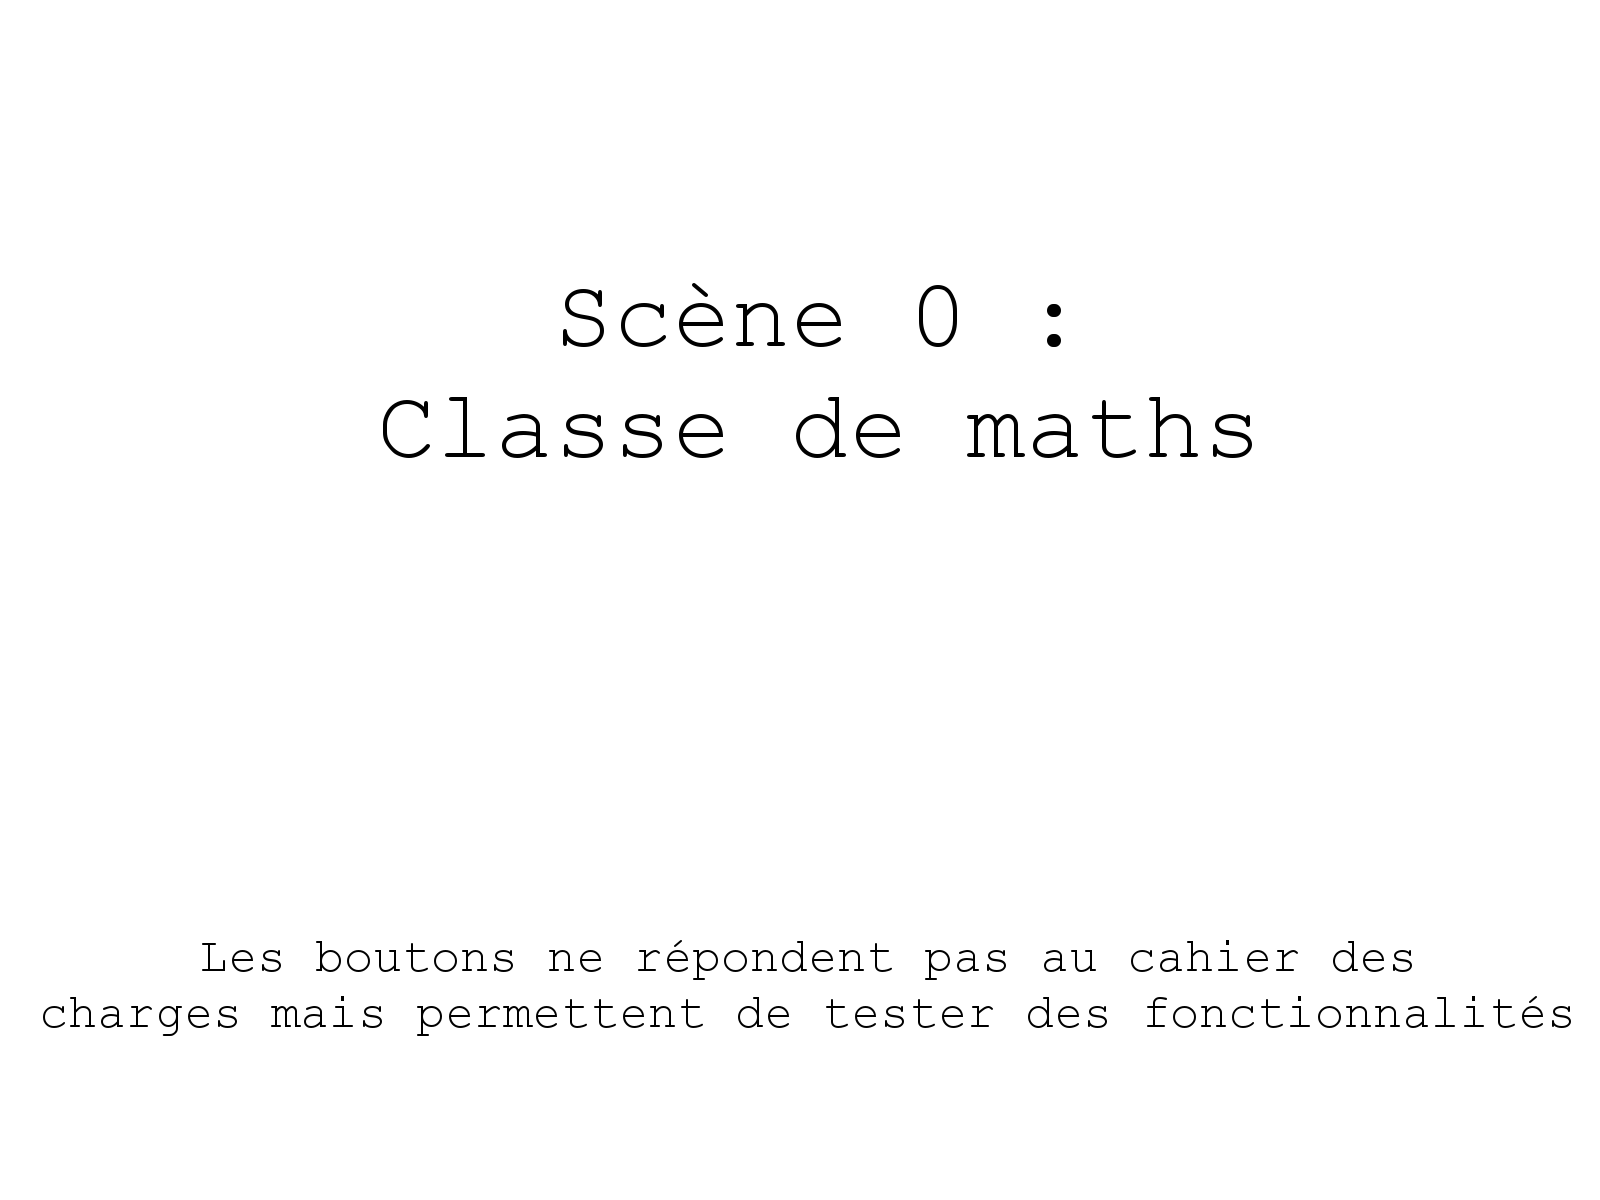 Scène 0 :
Classe de maths
Les boutons ne répondent pas au cahier des
charges mais permettent de tester des fonctionnalités